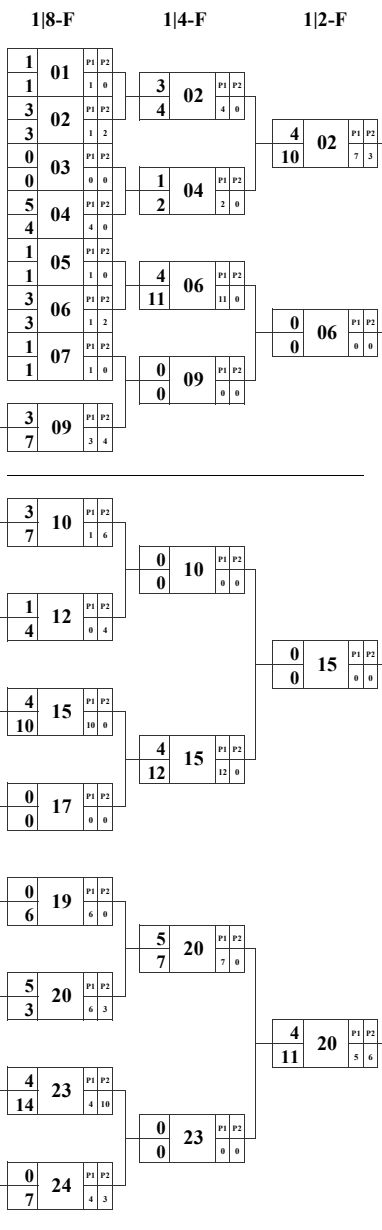 1|8-F 1|4-F 1|2-F
1 01 P1 P2
1 1 0
3 02 P1 P2
3 1 2
0 03 P1 P2
0 0 0
5 04 P1 P2
4 4 0
1 05 P1 P2
1 1 0
3 06 P1 P2
3 1 2
1 07 P1 P2
1 1 0
3 09 P1 P2
7 3 4
3 02 P1 P2
4 4 0
1 04 P1 P2
2 2 0
4 06 P1 P2
11 11 0
0 09 P1 P2
0 0 0
4 02 P1 P2
10 7 3
0 06 P1 P2
0 0 0
3 10 P1 P2
7 1 6
1 12 P1 P2
4 0 4
4 15 P1 P2
10 10 0
0 17 P1 P2
0 0 0
0 10 P1 P2
0 0 0
4 15 P1 P2
12 12 0
0 15 P1 P2
0 0 0
0 19 P1 P2
6 6 0
5 20 P1 P2
3 6 3
4 23 P1 P2
14 4 10
0 24 P1 P2
7 4 3
5 20 P1 P2
7 7 0
0 23 P1 P2
0 0 0
4 20 P1 P2
11 5 6